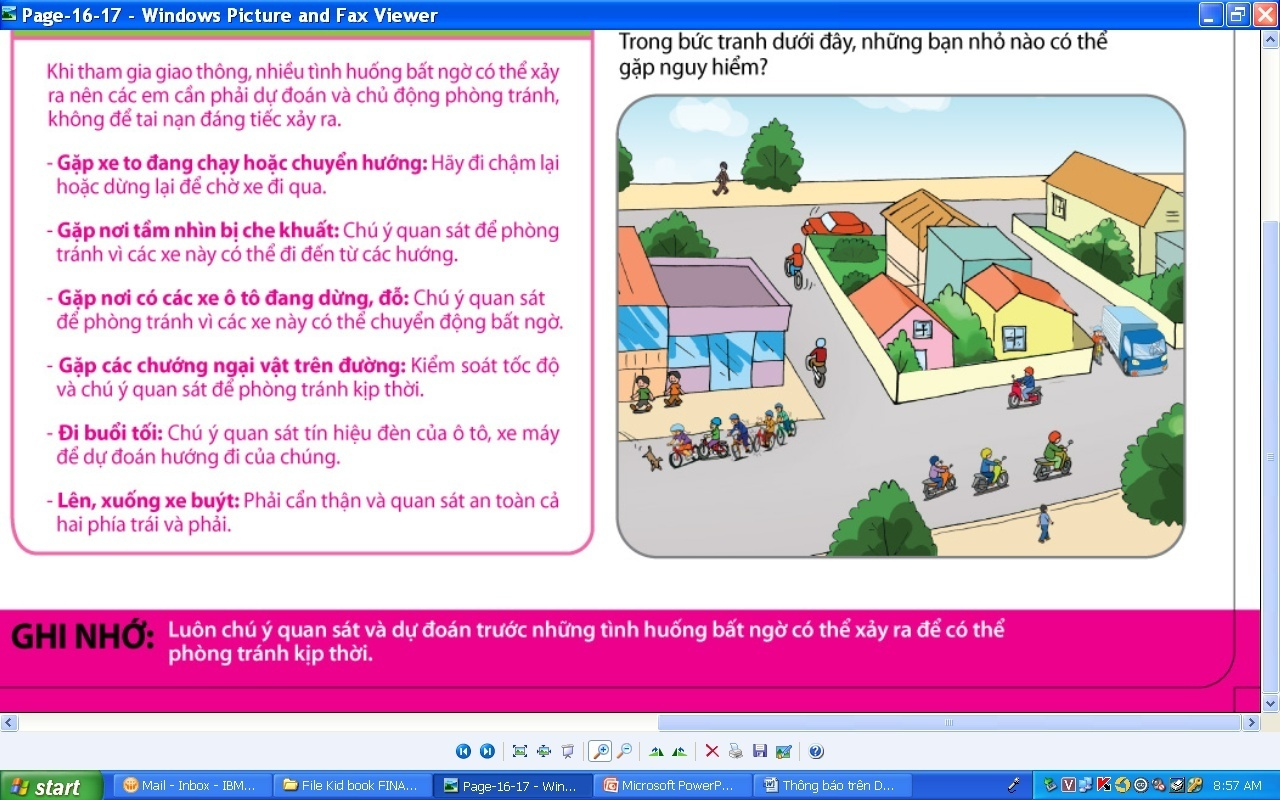 Page-16-17 - Windows Picture and Fax Viewer
Khi tham gia giao thông, nhiều tình huống bất ngờ có thể xảy
ra nên các em cần phải dự đoán và chủ động phòng tránh,
không để tai nạn đáng tiếc xảy ra.
- Gặp xe to đang chạy hoặc chuyển hướng: Hãy đi chậm lại
hoặc dừng lại để chờ xe đi qua.
- Gặp nơi tầm nhìn bị che khuất: Chú ý quan sát để phòng
tránh vì các xe này có thể đi đến từ các hướng.
- Gặp nơi có các xe ô tô đang dừng, đỗ: Chú ý quan sát
để phòng tránh vì các xe này có thể chuyển động bất ngờ.
- Gặp các chướng ngại vật trên đường: Kiểm soát tốc độ
và chú ý quan sát để phòng tránh kịp thời.
- Đi buổi tối: Chú ý quan sát tín hiệu đèn của ô tô, xe máy
để dự đoán hướng đi của chúng.
- Lên, xuống xe buýt: Phải cẩn thận và quan sát an toàn cả
hai phía trái và phải.
Trong bức tranh dưới đây, những bạn nhỏ nào có thể
gặp nguy hiểm?
GHI NHỚ: Luôn chú ý quan sát và dự đoán trước những tình huống bất ngờ có thể xảy ra để có thể
phòng tránh kịp thời.
start
Mail - Inbox - IBM...
File Kid book FINA...
Page-16-17 - Win...
Microsoft PowerP...
Thông báo trên D...
8:57 AM